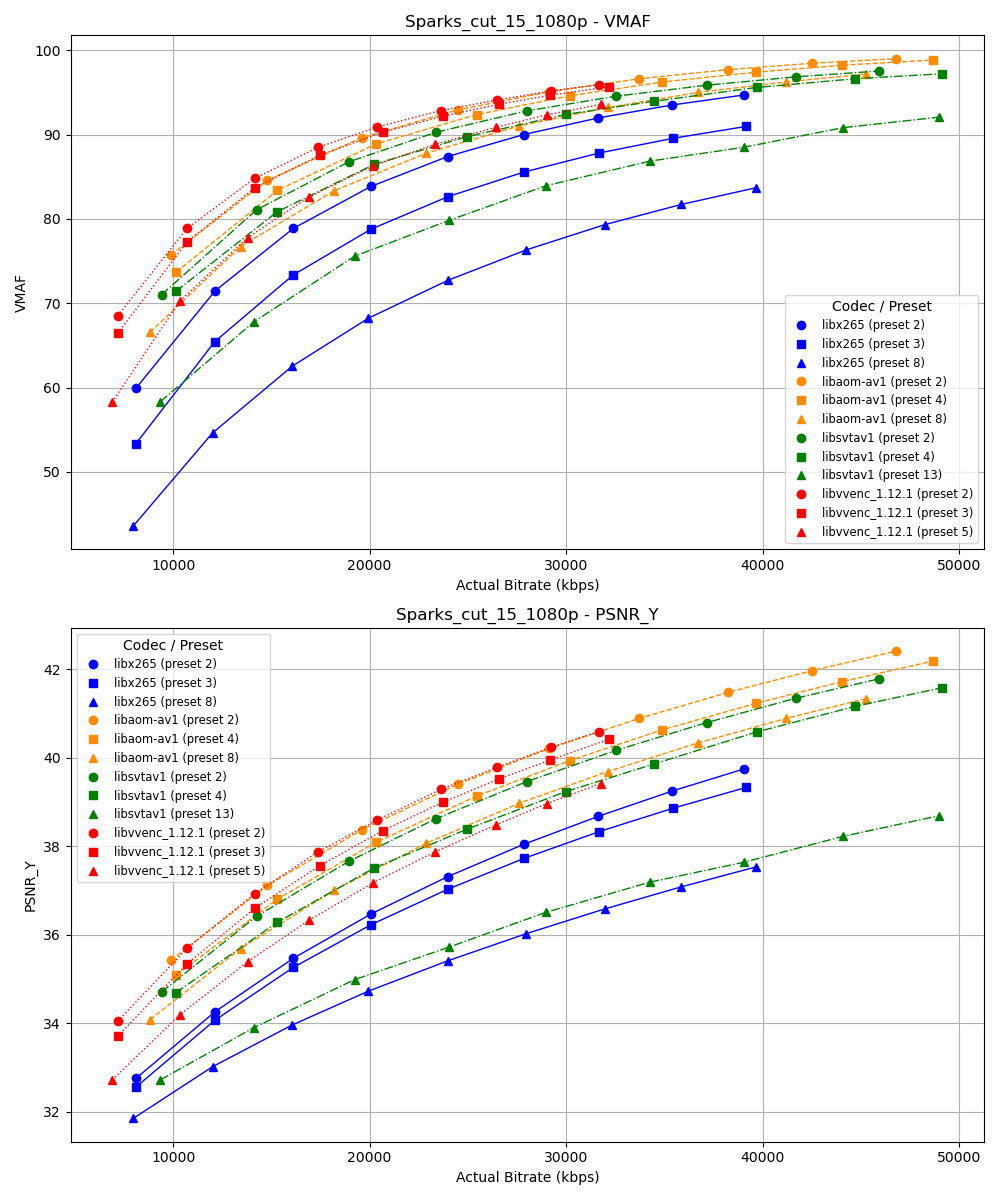 Sparks_cut_15_1080p - VMAF
100
90
80
70
60
50
VMAF
Codec / Preset
libx265 (preset 2)
libx265 (preset 3)
libx265 (preset 8)
libaom-av1 (preset 2)
libaom-av1 (preset 4)
libaom-av1 (preset 8)
libsvtav1 (preset 2)
libsvtav1 (preset 4)
libsvtav1 (preset 13)
libvvenc_1.12.1 (preset 2)
libvvenc_1.12.1 (preset 3)
libvvenc_1.12.1 (preset 5)
10000 20000 30000 40000 50000
Actual Bitrate (kbps)
Sparks_cut_15_1080p - PSNR_Y
Codec / Preset
libx265 (preset 2)
libx265 (preset 3)
libx265 (preset 8)
libaom-av1 (preset 2)
libaom-av1 (preset 4)
libaom-av1 (preset 8)
libsvtav1 (preset 2)
libsvtav1 (preset 4)
libsvtav1 (preset 13)
libvvenc_1.12.1 (preset 2)
libvvenc_1.12.1 (preset 3)
libvvenc_1.12.1 (preset 5)
42
40
38
36
34
32
PSNR_Y
10000 20000 30000 40000 50000
Actual Bitrate (kbps)